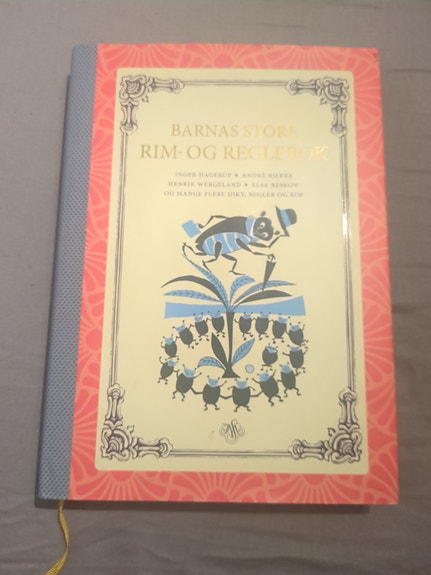 BARNAS STORE
RIM- OG REGLEBOK
INGER HAGERUP ✦ ANDRÉ BJERKE
HENRIK WERGELAND ✦ ELSA BESKOW
OG MANGE FLERE DIKT, REGLER OG RIM